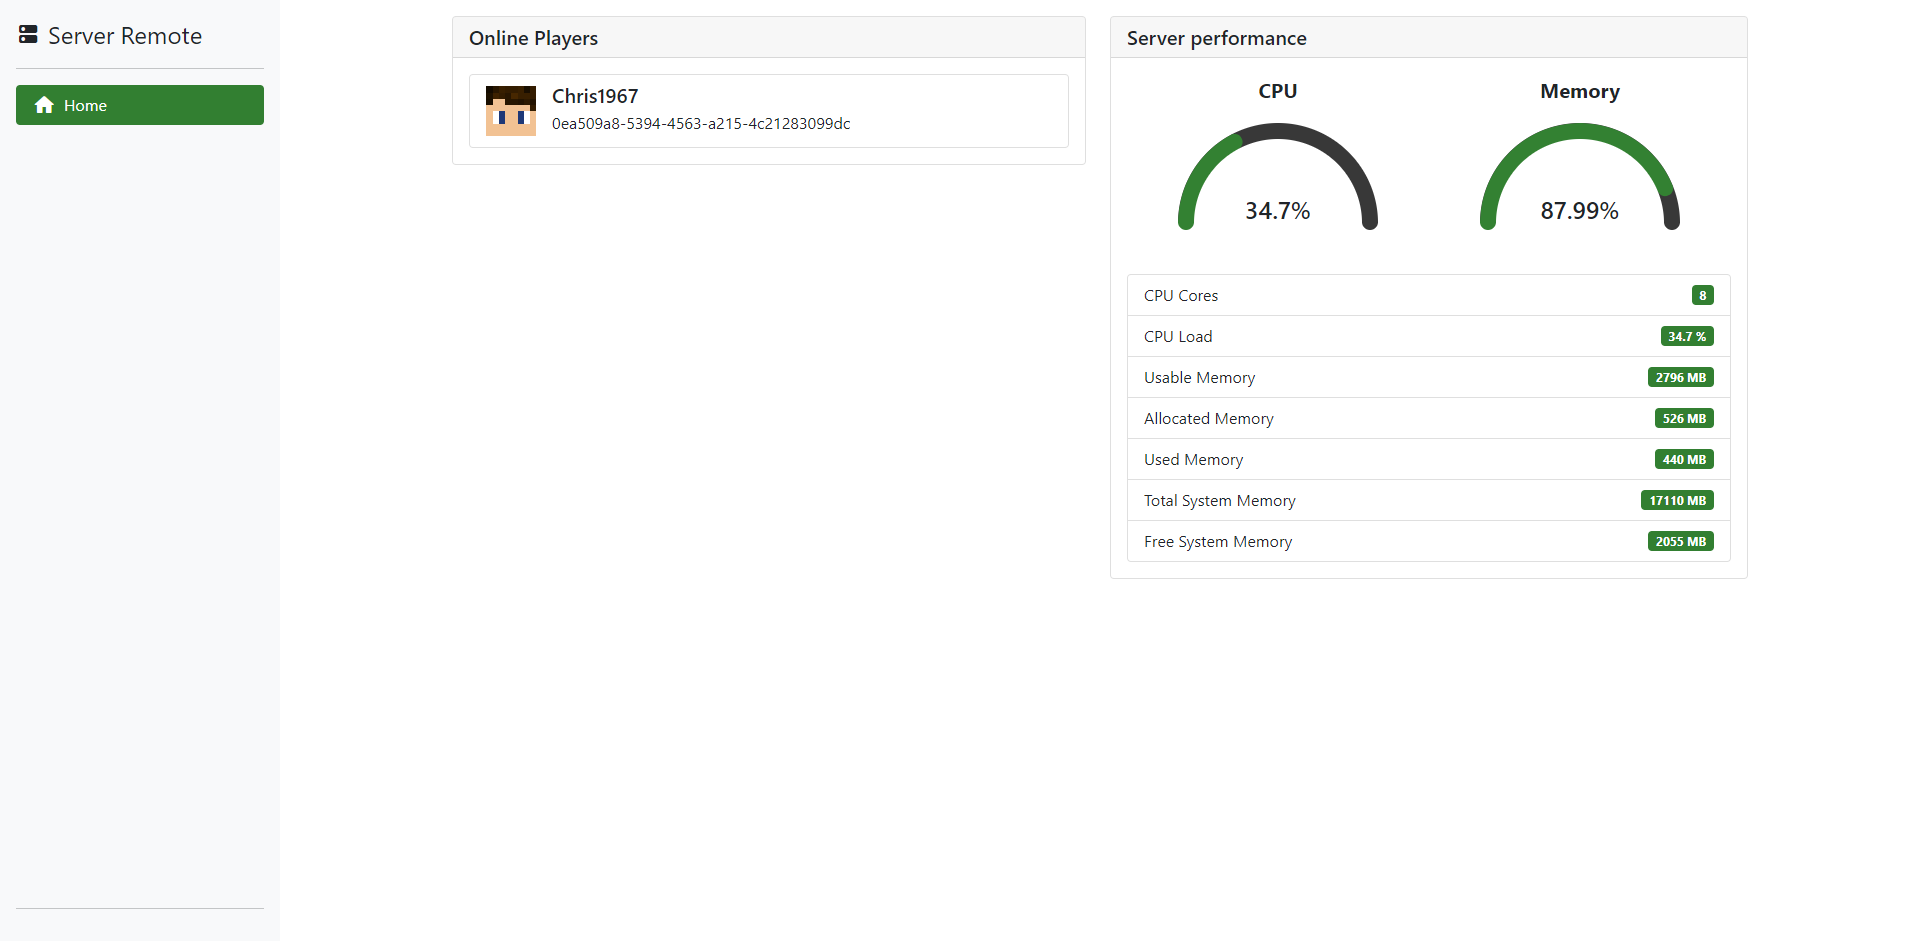 Server Remote
Home
Online Players
Chris1967
0ea509a8-5394-4563-a215-4c21283099dc
Server performance
CPU
34.7%
Memory
87.99%
CPU Cores 8
CPU Load 34.7 %
Usable Memory 2796 MB
Allocated Memory 526 MB
Used Memory 440 MB
Total System Memory 17110 MB
Free System Memory 2055 MB